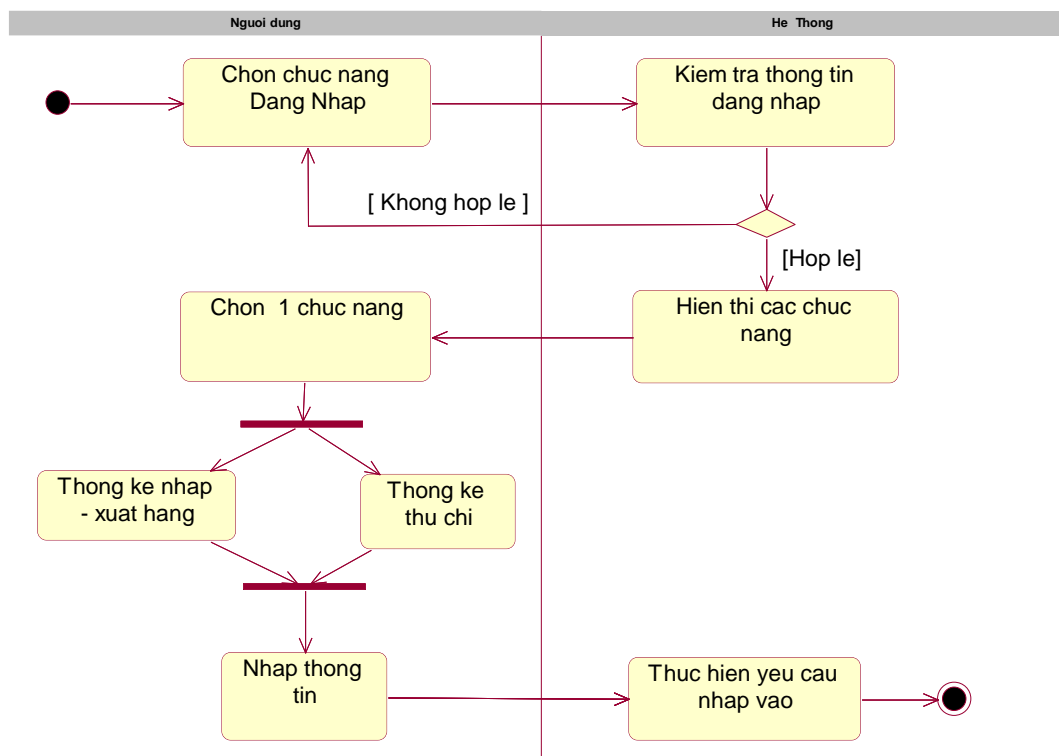 Nguoi dung
He Thong
Chon chuc nang
Dang Nhap
Kiem tra thong tin
dang nhap
[ Khong hop le ]
[Hop le]
Chon 1 chuc nang
Hien thi cac chuc
nang
Thong ke nhap
- xuat hang
Thong ke
thu chi
Nhap thong
tin
Thuc hien yeu cau
nhap vao